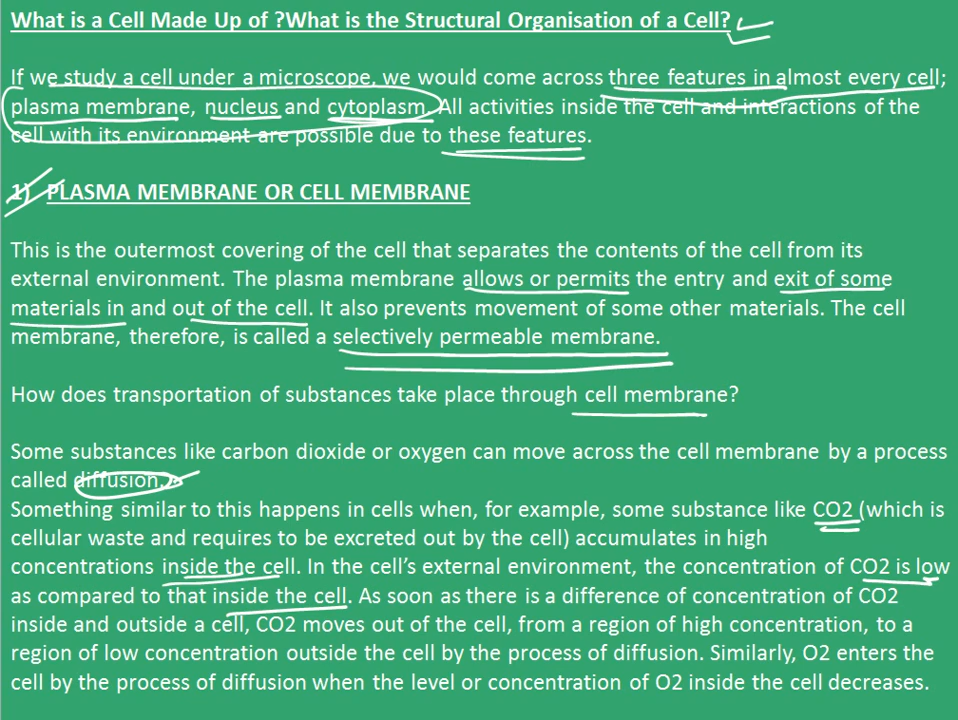 What is a Cell Made Up of ?What is the Structural Organisation of a Cell?
If we study a cell under a microscope, we would come across three features in almost every cell;
plasma membrane, nucleus and cytoplasm. All activities inside the cell and interactions of the
cell with its environment are possible due to these features.
1) PLASMA MEMBRANE OR CELL MEMBRANE
This is the outermost covering of the cell that separates the contents of the cell from its
external environment. The plasma membrane allows or permits the entry and exit of some
materials in and out of the cell. It also prevents movement of some other materials. The cell
membrane, therefore, is called a selectively permeable membrane.
How does transportation of substances take place through cell membrane?
Some substances like carbon dioxide or oxygen can move across the cell membrane by a process
called diffusion.
Something similar to this happens in cells when, for example, some substance like CO2 (which is
cellular waste and requires to be excreted out by the cell) accumulates in high
concentrations inside the cell. In the cell’s external environment, the concentration of CO2 is low
as compared to that inside the cell. As soon as there is a difference of concentration of CO2
inside and outside a cell, CO2 moves out of the cell, from a region of high concentration, to a
region of low concentration outside the cell by the process of diffusion. Similarly, O2 enters the
cell by the process of diffusion when the level or concentration of O2 inside the cell decreases.